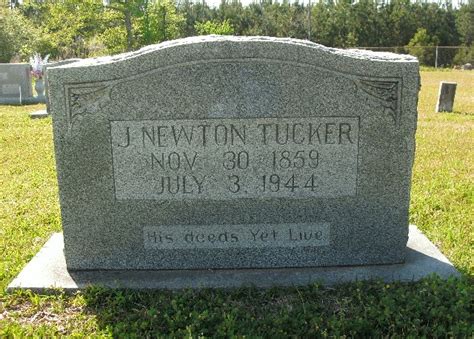 J. NEWTON TUCKER
NOV. 30 1859
JULY 3, 1944
His deeds Yet Live